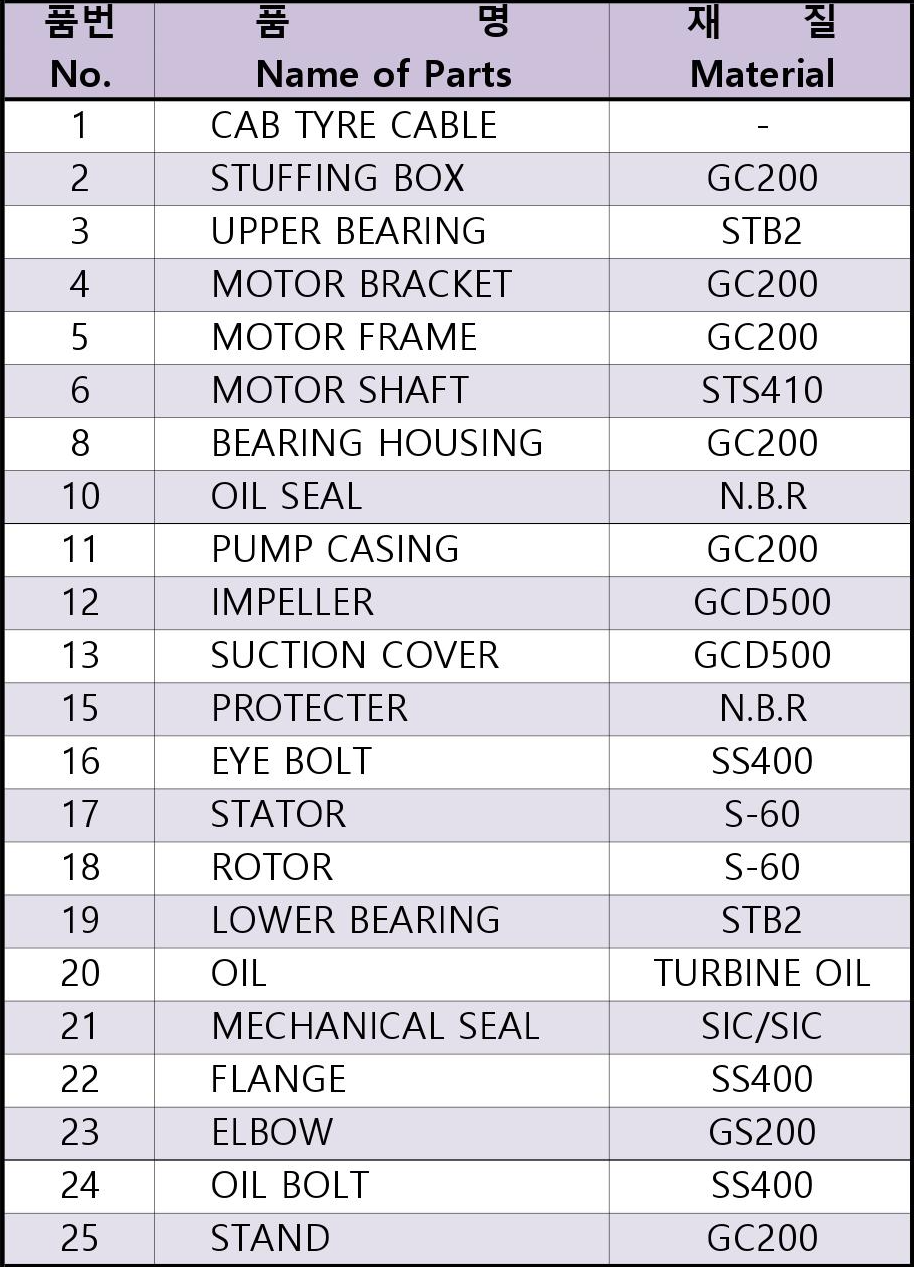 품번 품 명 재 질
No. Name of Parts Material
1 CAB TYRE CABLE -
2 STUFFING BOX GC200
3 UPPER BEARING STB2
4 MOTOR BRACKET GC200
5 MOTOR FRAME GC200
6 MOTOR SHAFT STS410
8 BEARING HOUSING GC200
10 OIL SEAL N.B.R
11 PUMP CASING GC200
12 IMPELLER GCD500
13 SUCTION COVER GCD500
15 PROTECTER N.B.R
16 EYE BOLT SS400
17 STATOR S-60
18 ROTOR S-60
19 LOWER BEARING STB2
20 OIL TURBINE OIL
21 MECHANICAL SEAL SIC/SIC
22 FLANGE SS400
23 ELBOW GS200
24 OIL BOLT SS400
25 STAND GC200